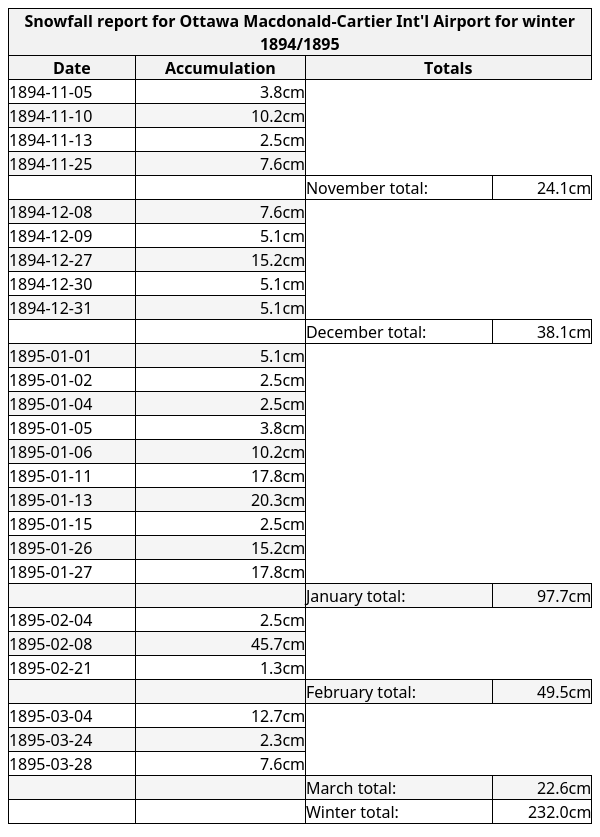 Snowfall report for Ottawa Macdonald-Cartier Int'l Airport for winter
1894/1895
Date Accumulation Totals
1894-11-05 3.8cm
1894-11-10 10.2cm
1894-11-13 2.5cm
1894-11-25 7.6cm
November total: 24.1cm
1894-12-08 7.6cm
1894-12-09 5.1cm
1894-12-27 15.2cm
1894-12-30 5.1cm
1894-12-31 5.1cm
December total: 38.1cm
1895-01-01 5.1cm
1895-01-02 2.5cm
1895-01-04 2.5cm
1895-01-05 3.8cm
1895-01-06 10.2cm
1895-01-11 17.8cm
1895-01-13 20.3cm
1895-01-15 2.5cm
1895-01-26 15.2cm
1895-01-27 17.8cm
January total: 97.7cm
1895-02-04 2.5cm
1895-02-08 45.7cm
1895-02-21 1.3cm
February total: 49.5cm
1895-03-04 12.7cm
1895-03-24 2.3cm
1895-03-28 7.6cm
March total: 22.6cm
Winter total: 232.0cm